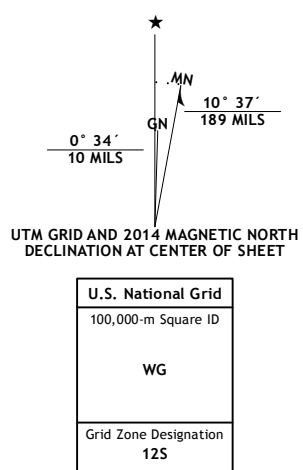 ★
MN
GN
10° 37´
189 MILS
0° 34´
10 MILS
UTM GRID AND 2014 MAGNETIC NORTH
DECLINATION AT CENTER OF SHEET
U.S. National Grid
100,000-m Square ID
WG
Grid Zone Designation
12S